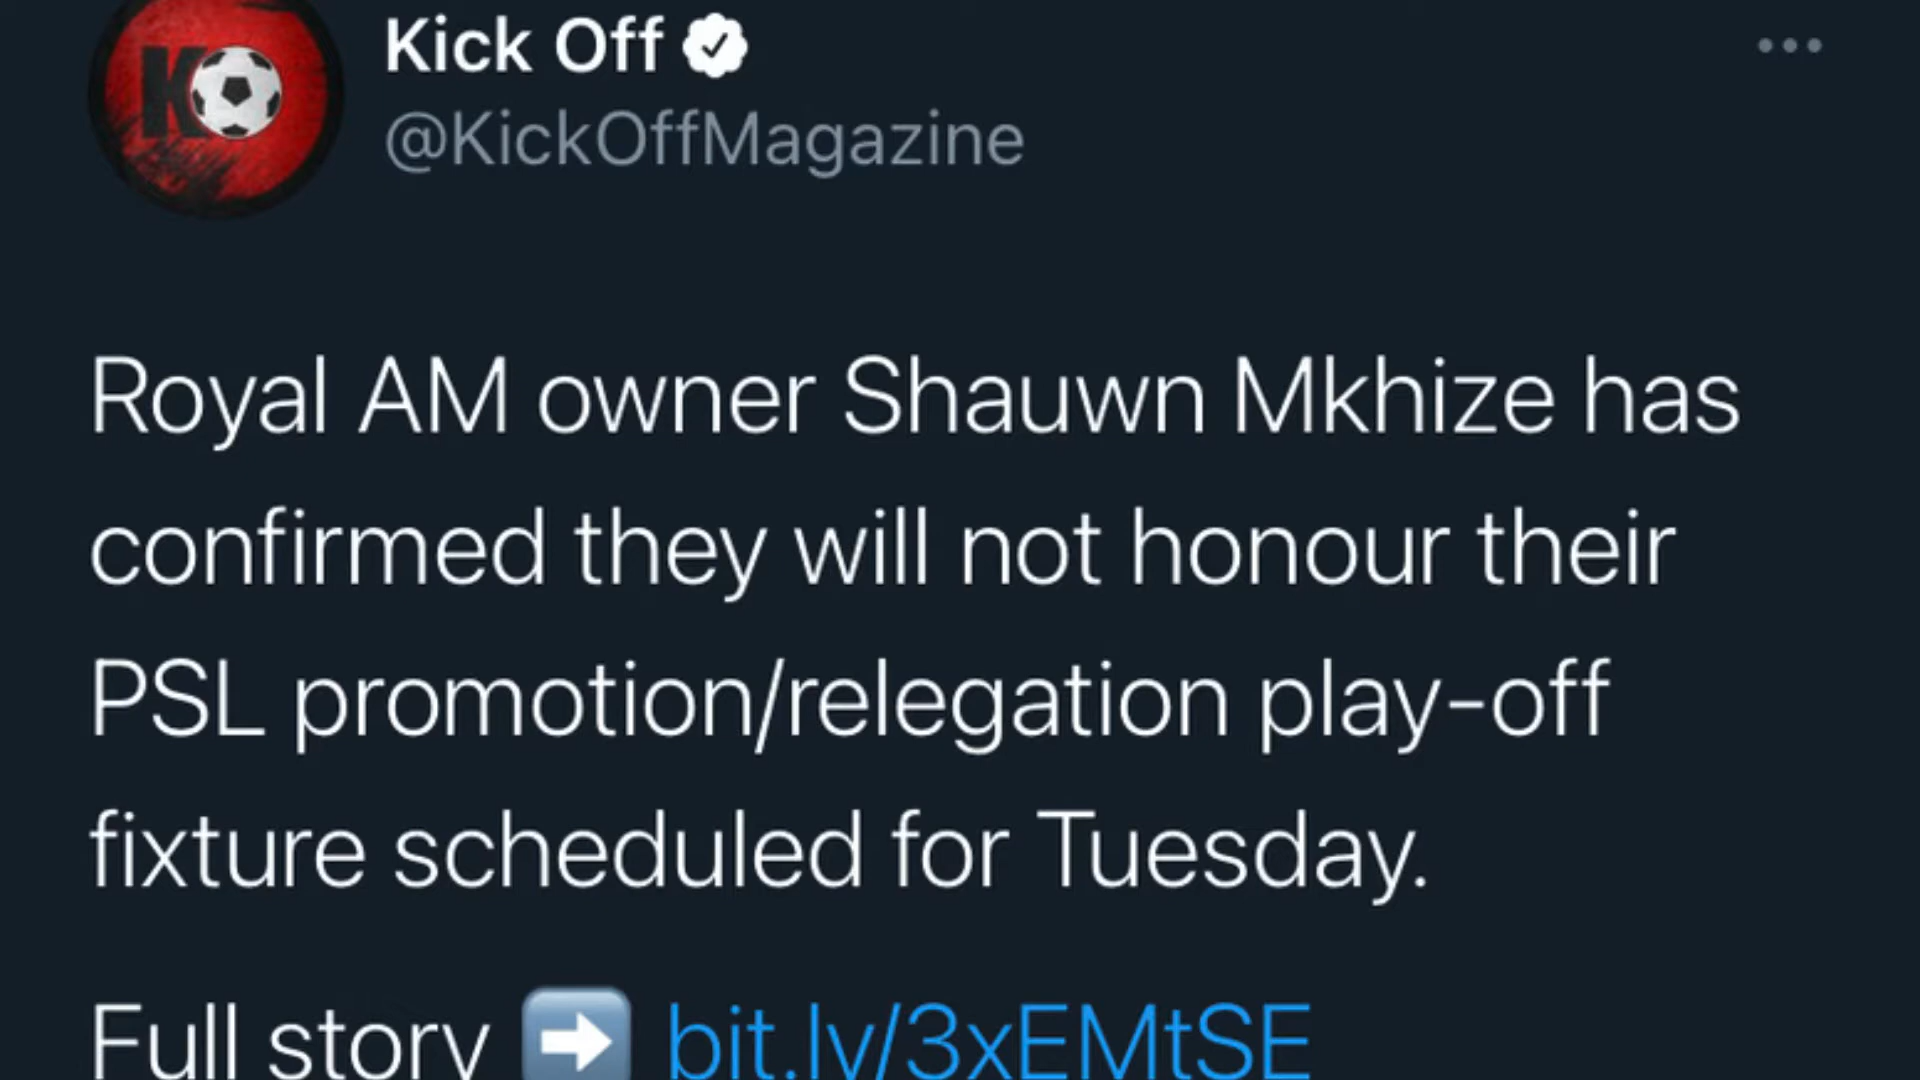 KO
Kick Off
@KickOffMagazine
Royal AM owner Shauwn Mkhize has
confirmed they will not honour their
PSL promotion/relegation play-off
fixture scheduled for Tuesday.
Full story ➡️ bit.ly/3xEMtSE